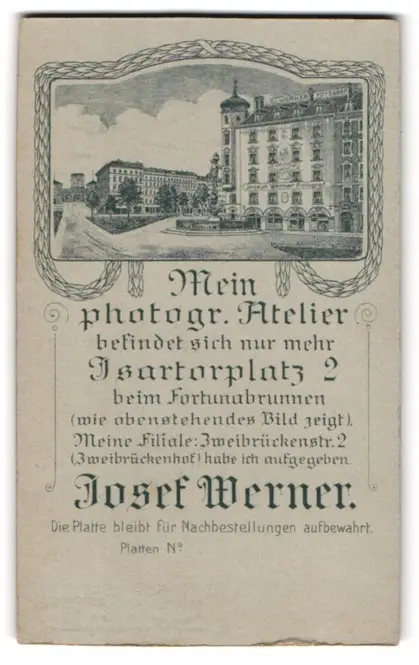 Mein
photogr. Atelier
befindet sich nur mehr
Isartorplatz 2
beim Fortunabrunnen
(wie obenstehendes Bild zeigt).
Meine Filiale: Zweibrückenstr. 2
(Zweibrückenhof) habe ich aufgegeben.
Josef Werner.
Die Platte bleibt für Nachbestellungen aufbewahrt.
Platten Nº